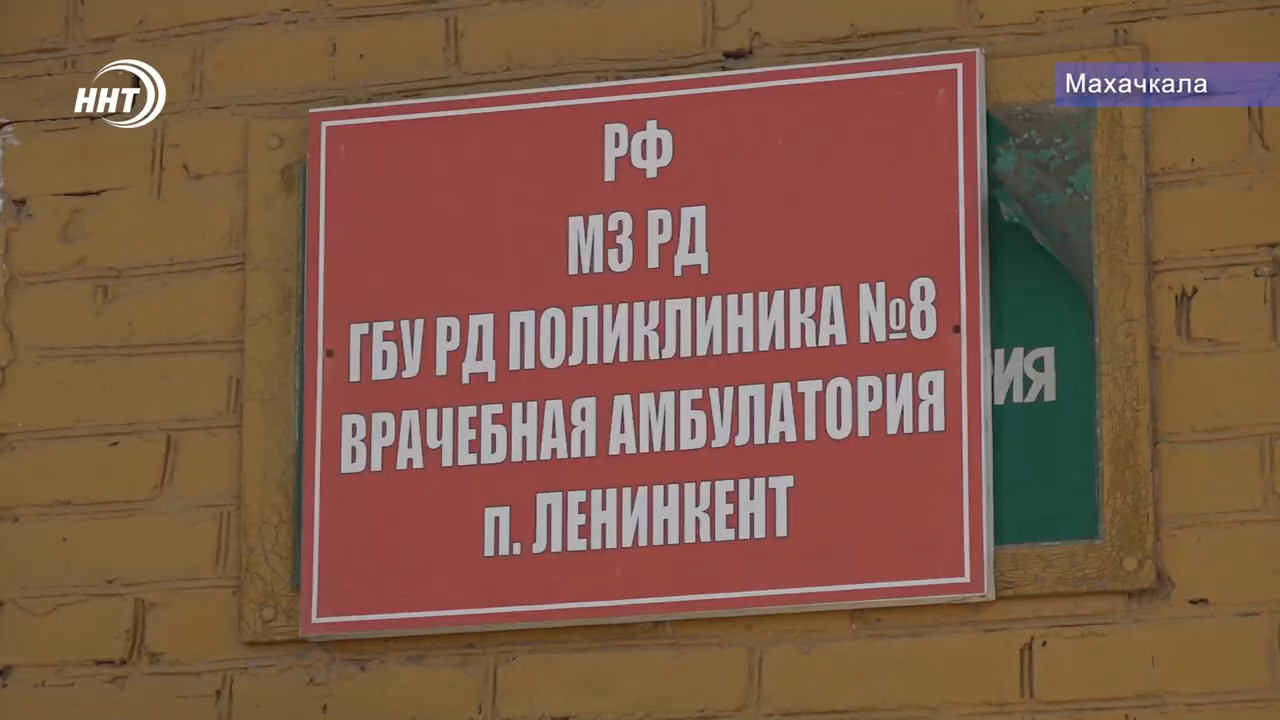 ННТ
Махачкала
РФ
МЗ РД
ГБУ РД ПОЛИКЛИНИКА №8
ВРАЧЕБНАЯ АМБУЛАТОРИЯ
п. ЛЕНИНКЕНТ
ИЯ